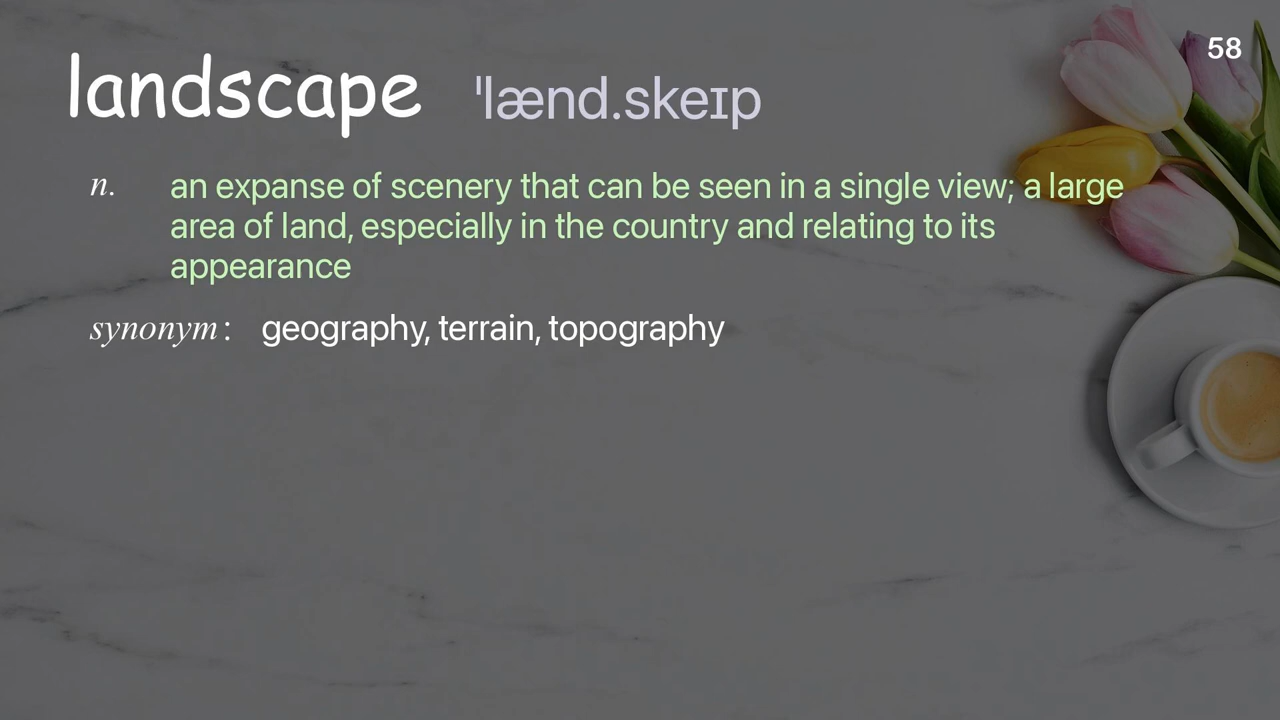 58
landscape ˈlænd.skeɪp
n. an expanse of scenery that can be seen in a single view; a large
area of land, especially in the country and relating to its
appearance
synonym: geography, terrain, topography